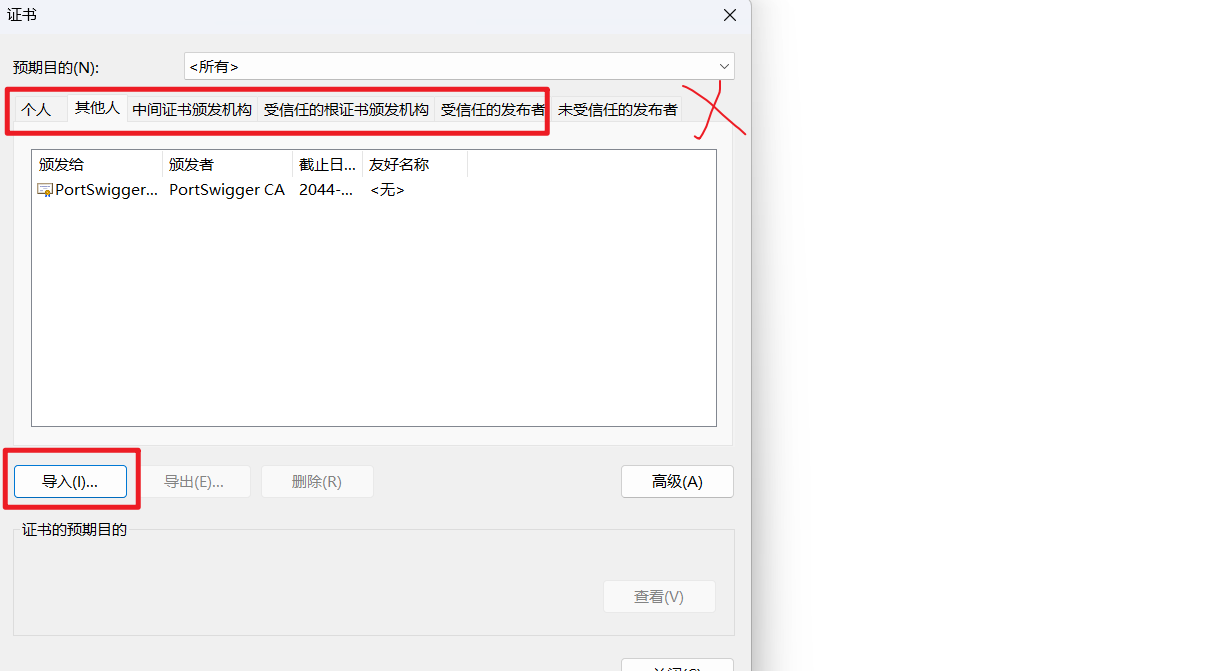 证书
预期目的(N):
<所有>
个人 其他人 中间证书颁发机构 受信任的根证书颁发机构 受信任的发布者 未受信任的发布者
颁发给 颁发者 截止日... 友好名称
PortSwigger... PortSwigger CA 2044-... <无>
导入(I)... 导出(E)... 删除(R) 高级(A)
证书的预期目的
查看(V)